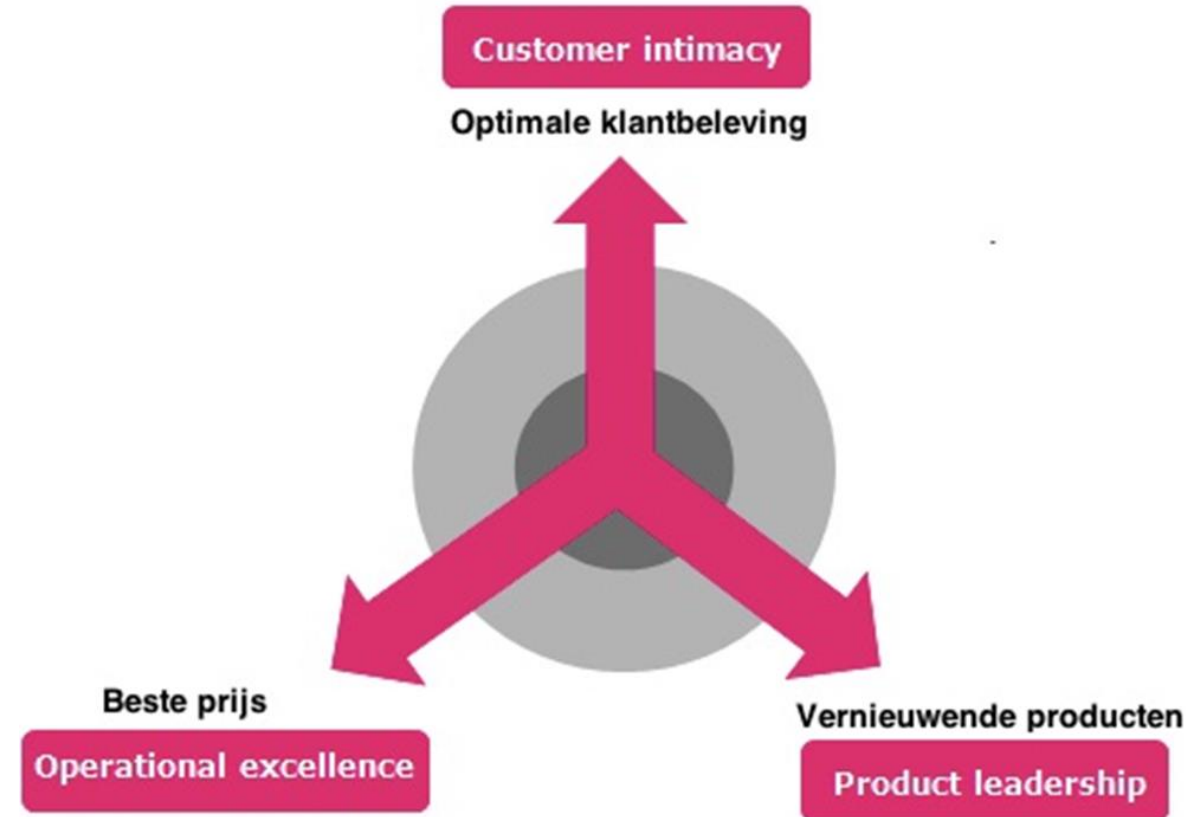 Customer intimacy
Optimale klantbeleving
Beste prijs
Operational excellence
Vernieuwende producten
Product leadership